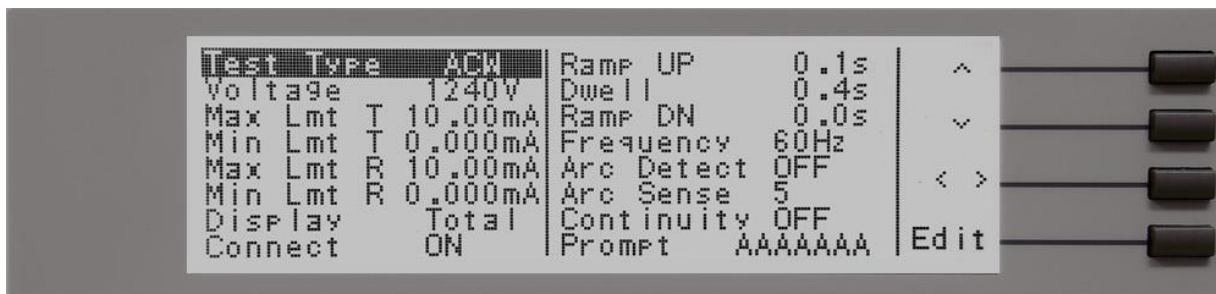 Test Type ACW
Voltage 1240V
Max Lmt T 10.00mA
Min Lmt T 0.000mA
Max Lmt R 10.00mA
Min Lmt R 0.000mA
Display Total
Connect ON
Ramp UP 0.1s
Dwell 0.4s
Ramp DN 0.0s
Frequency 60Hz
Arc Detect OFF
Arc Sense 5
Continuity OFF
Prompt AAAAAAA
^
v
< >
Edit